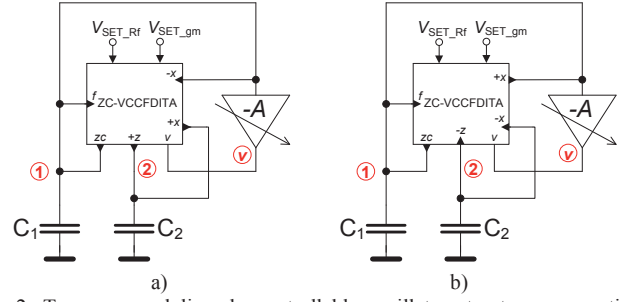 V_SET_Rf V_SET_gm
-x
f ZC-VCCFDITA
-A
+x
zc +z v
1 2 v
C1 C2
a)
V_SET_Rf V_SET_gm
+x
f ZC-VCCFDITA
-A
-x
zc -z v
1 2 v
C1 C2
b)